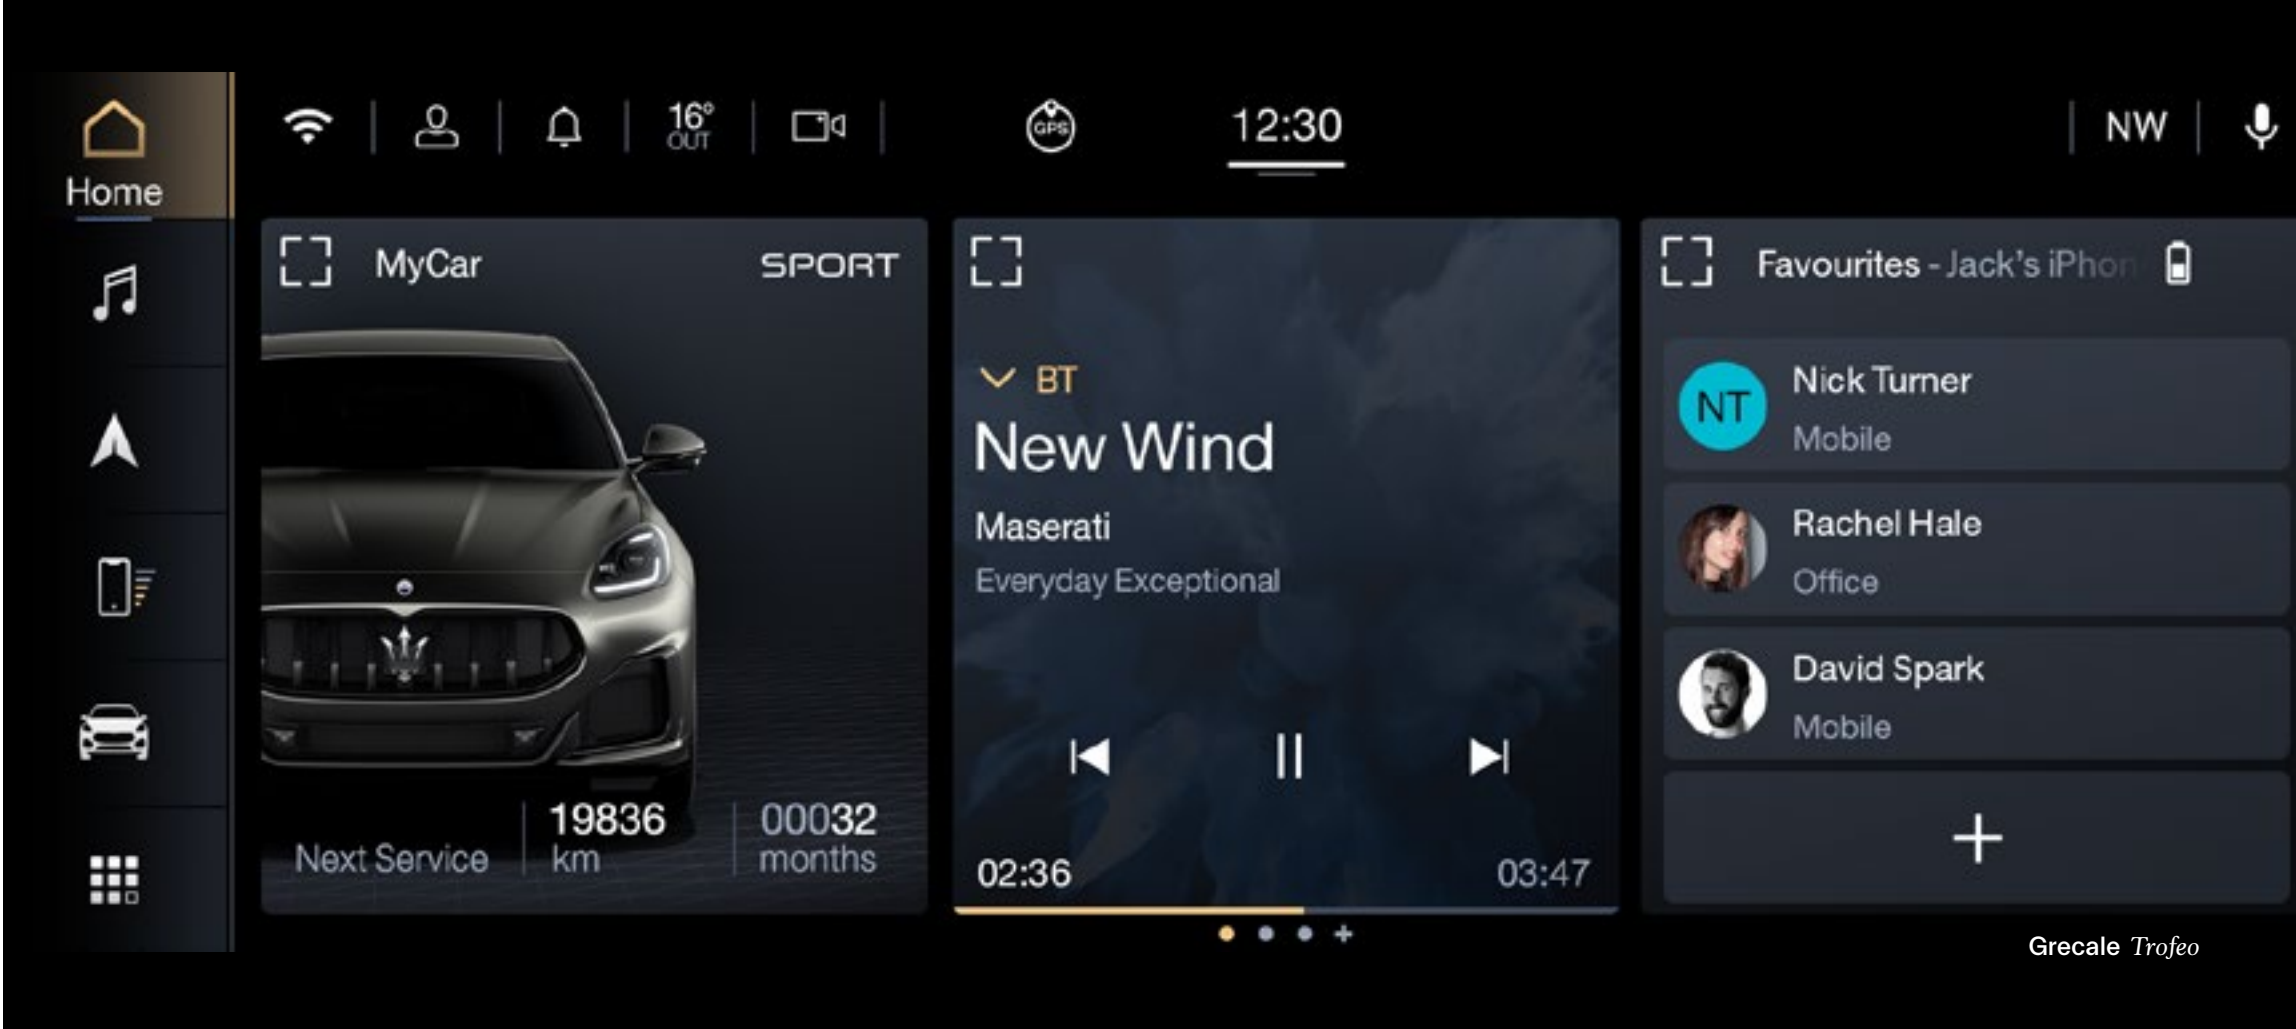 Home
16°
OUT
GPS
12:30
NW
MyCar
SPORT
Next Service
19836
km
00032
months
BT
New Wind
Maserati
Everyday Exceptional
02:36
03:47
Favourites - Jack's iPhon
NT
Nick Turner
Mobile
Rachel Hale
Office
David Spark
Mobile
Grecale Trofeo